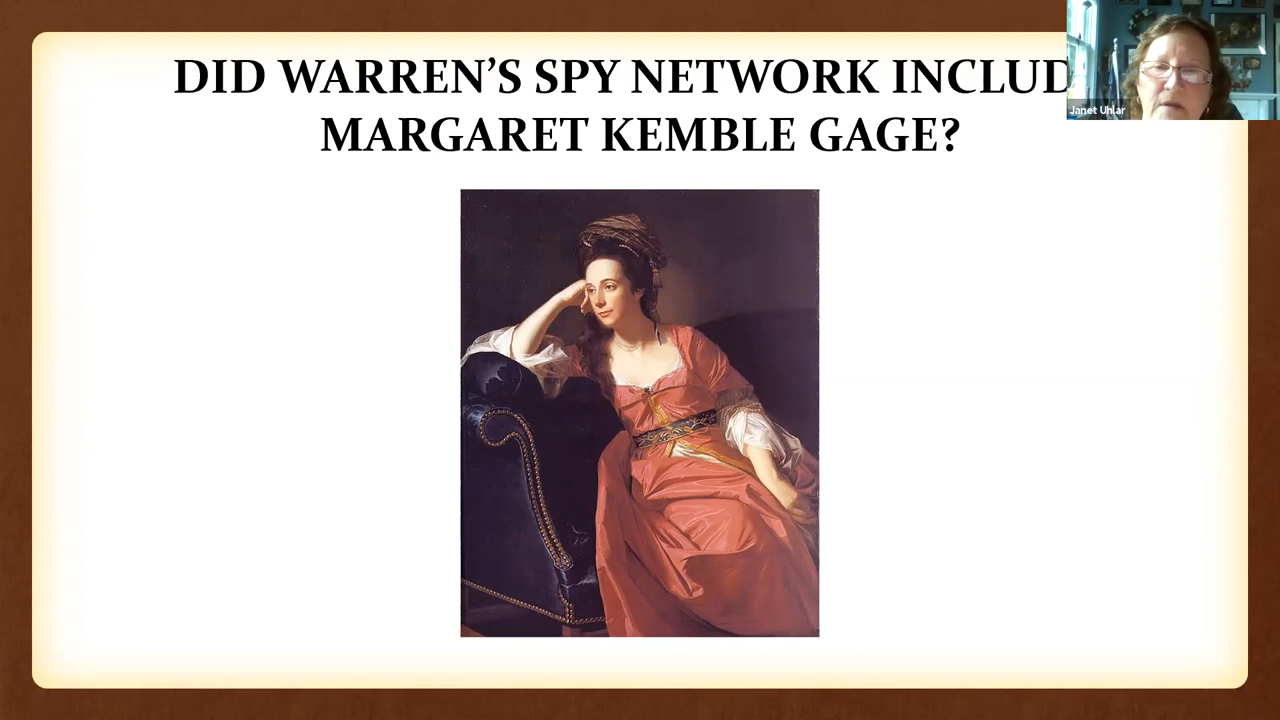 DID WARREN’S SPY NETWORK INCLUD
MARGARET KEMBLE GAGE?
Janet Uhlar